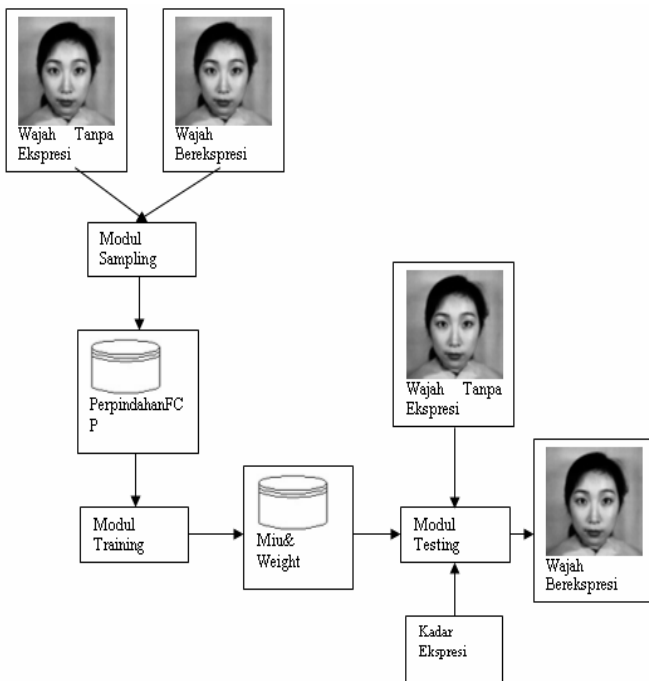 Wajah Tanpa
Ekspresi
Wajah
Berekspresi
Modul
Sampling
PerpindahanFC
P
Modul
Training
Miu&
Weight
Wajah Tanpa
Ekspresi
Modul
Testing
Wajah
Berekspresi
Kadar
Ekspresi